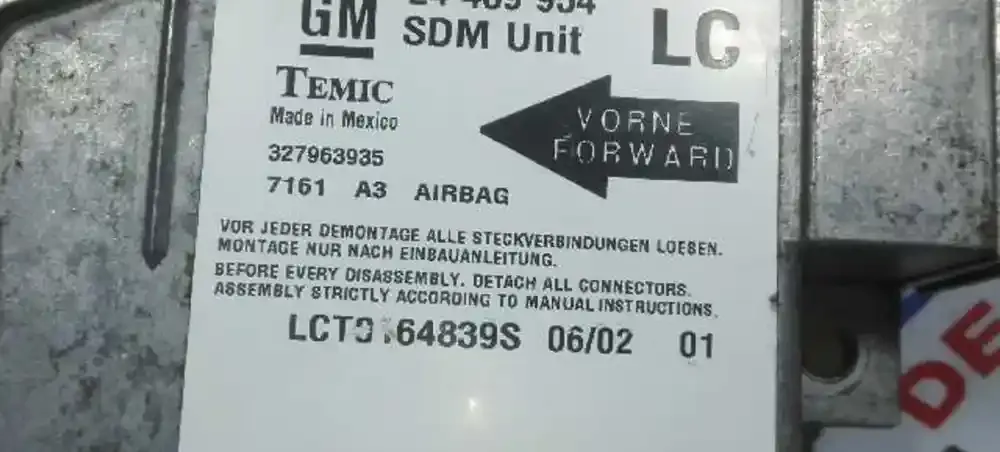 GM
SDM Unit
LC
TEMIC
Made in Mexico
327963935
7161 A3 AIRBAG
VORNE
FORWARD
VOR JEDER DEMONTAGE ALLE STECKVERBINDUNGEN LOESEN.
MONTAGE NUR NACH EINBAUANLEITUNG.
BEFORE EVERY DISASSEMBLY, DETACH ALL CONNECTORS.
ASSEMBLY STRICTLY ACCORDING TO MANUAL INSTRUCTIONS.
06/02 01
DE